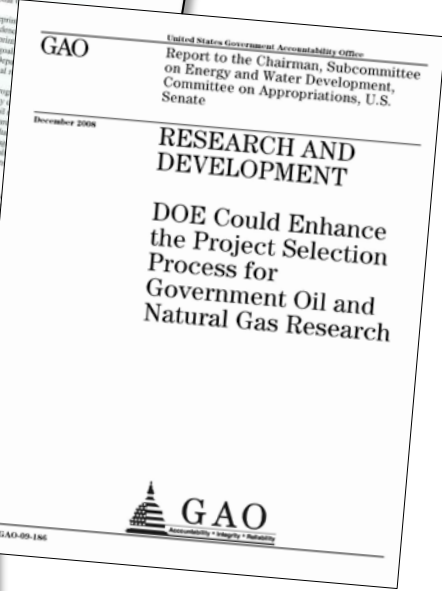 GAO
United States Government Accountability Office
Report to the Chairman, Subcommittee
on Energy and Water Development,
Committee on Appropriations, U.S.
Senate
December 2008
RESEARCH AND
DEVELOPMENT
DOE Could Enhance
the Project Selection
Process for
Government Oil and
Natural Gas Research
GAO
Accountability * Integrity * Reliability
GAO-09-186